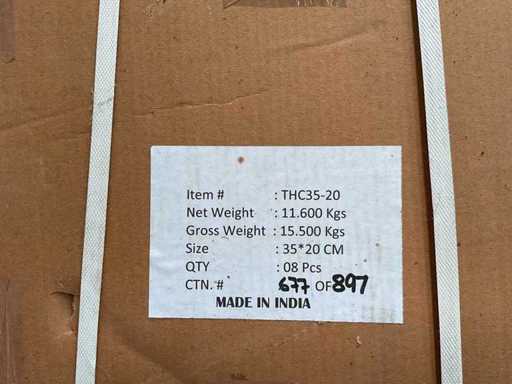 Item # : THC35-20
Net Weight : 11.600 Kgs
Gross Weight : 15.500 Kgs
Size : 35*20 CM
QTY : 08 Pcs
CTN. # 677 OF 897
MADE IN INDIA